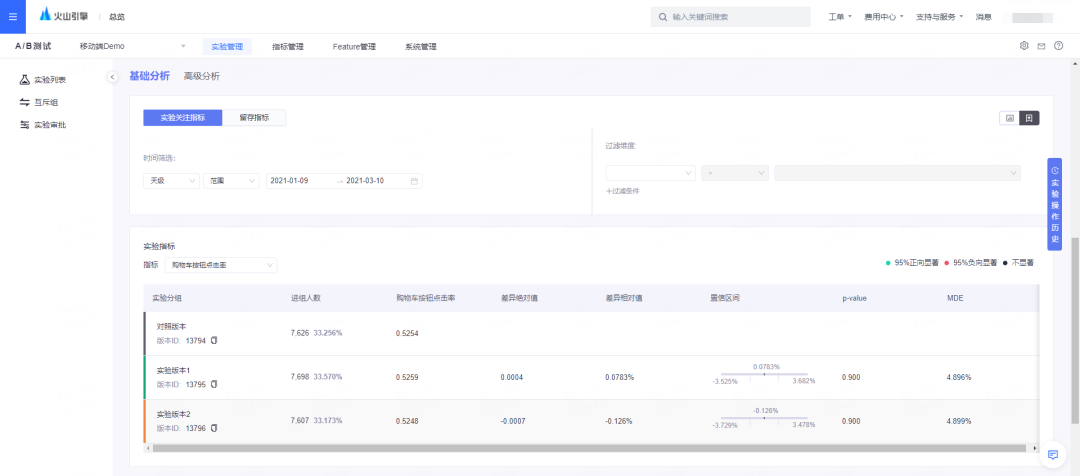 火山引擎 总览 输入关键词搜索 工单 费用中心 支持与服务 消息
A/B测试 移动端Demo 实验管理 指标管理 Feature管理 系统管理
实验列表
互斥组
实验审批
基础分析 高级分析
实验关注指标 留存指标
时间筛选:
天级 范围 2021-01-09 → 2021-03-10
过滤维度:
=
+过滤条件
实验操作历史
实验指标
指标 购物车按钮点击率
95%正向显著 95%负向显著 不显著
实验分组 进组人数 购物车按钮点击率 差异绝对值 差异相对值 置信区间 p-value MDE
对照版本
版本ID: 13794
7,626 33.256% 0.5254
实验版本1
版本ID: 13795
7,698 33.570% 0.5259 0.0004 0.0783%
0.0783%
-3.525% 3.682%
0.900 4.896%
实验版本2
版本ID: 13796
7,607 33.173% 0.5248 -0.0007 -0.126%
-0.126%
-3.729% 3.478%
0.900 4.899%